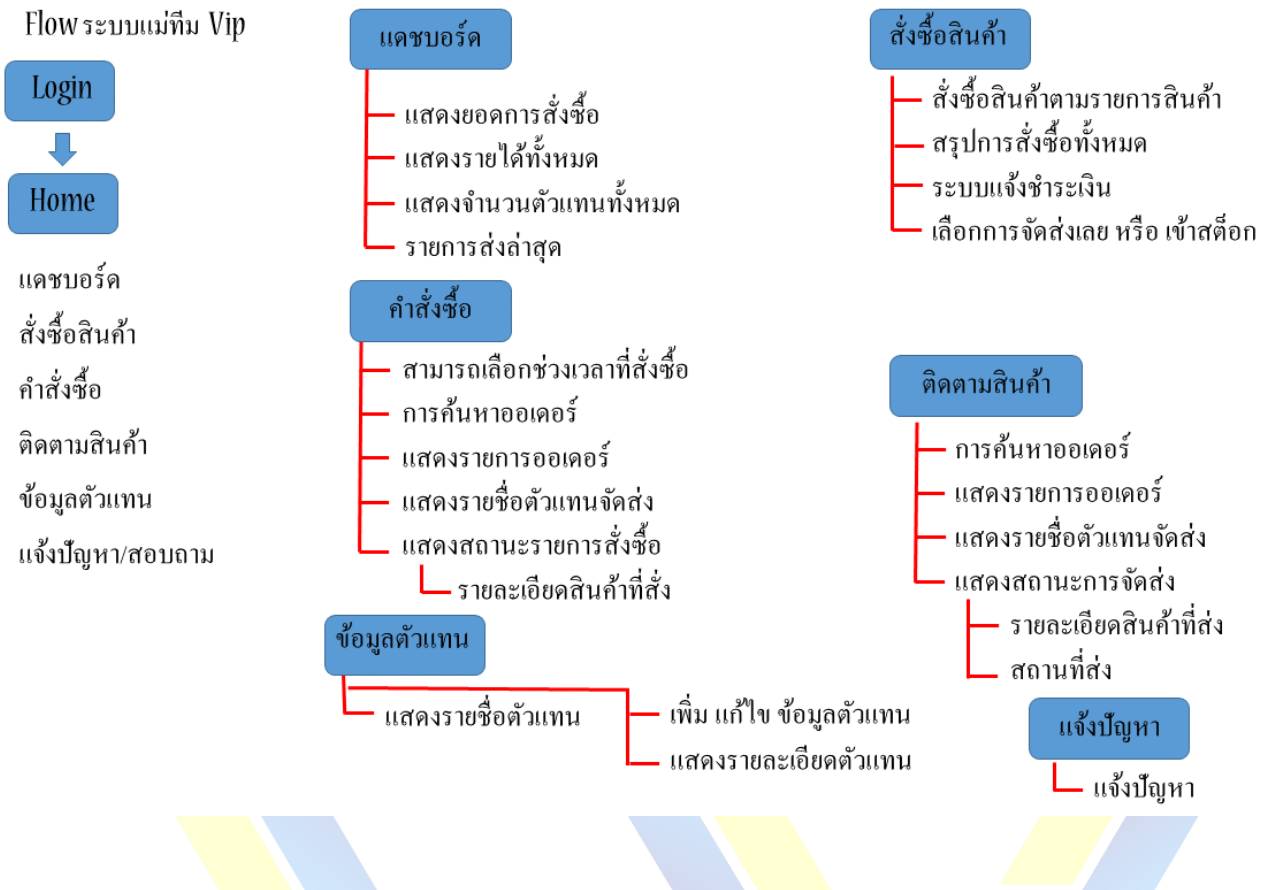 Flow ระบบแม่ทีม Vip
Login
Home
แดชบอร์ด
สั่งซื้อสินค้า
คำสั่งซื้อ
ติดตามสินค้า
ข้อมูลตัวแทน
แจ้งปัญหา/สอบถาม
แดชบอร์ด
แสดงยอดการสั่งซื้อ
แสดงรายได้ทั้งหมด
แสดงจำนวนตัวแทนทั้งหมด
รายการส่งล่าสุด
คำสั่งซื้อ
สามารถเลือกช่วงเวลาที่สั่งซื้อ
การค้นหาออเดอร์
แสดงรายการออเดอร์
แสดงรายชื่อตัวแทนจัดส่ง
แสดงสถานะรายการสั่งซื้อ
รายละเอียดสินค้าที่สั่ง
ข้อมูลตัวแทน
แสดงรายชื่อตัวแทน
เพิ่ม แก้ไข ข้อมูลตัวแทน
แสดงรายละเอียดตัวแทน
สั่งซื้อสินค้า
สั่งซื้อสินค้าตามรายการสินค้า
สรุปการสั่งซื้อทั้งหมด
ระบบแจ้งชำระเงิน
เลือกการจัดส่งเลย หรือ เข้าสต็อก
ติดตามสินค้า
การค้นหาออเดอร์
แสดงรายการออเดอร์
แสดงรายชื่อตัวแทนจัดส่ง
แสดงสถานะการจัดส่ง
รายละเอียดสินค้าที่ส่ง
สถานที่ส่ง
แจ้งปัญหา
แจ้งปัญหา